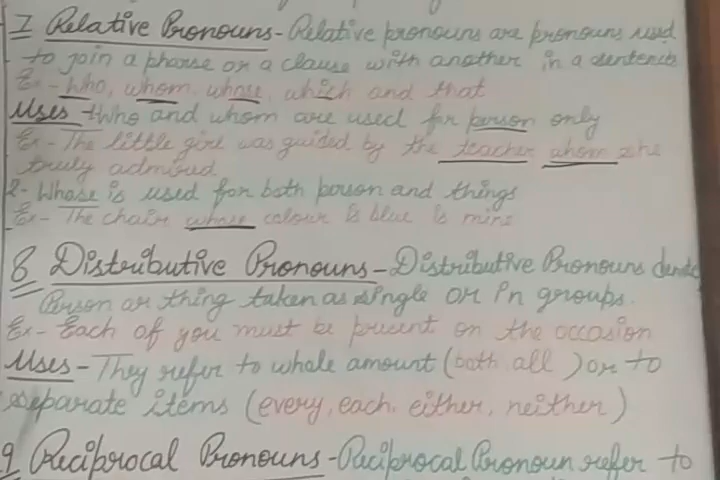 7 Relative Pronouns - Relative pronouns are pronouns used
to join a pharse or a clause with another in a sentence
Ex - Who, whom, whose, which and that
Uses - Who and whom are used for person only
Ex - The little girl was guided by the teacher whom she
truly admired
2 - Whose is used for both person and things
Ex - The chair whose colour is blue is mine
8 Distributive Pronouns - Distributive Pronouns denote
Person or thing taken as single or in groups.
Ex - Each of you must be present on the occasion
Uses - They refer to whole amount (both, all) or to
separate items (every, each, either, neither)
9 Reciprocal Pronouns - Reciprocal Pronoun refer to